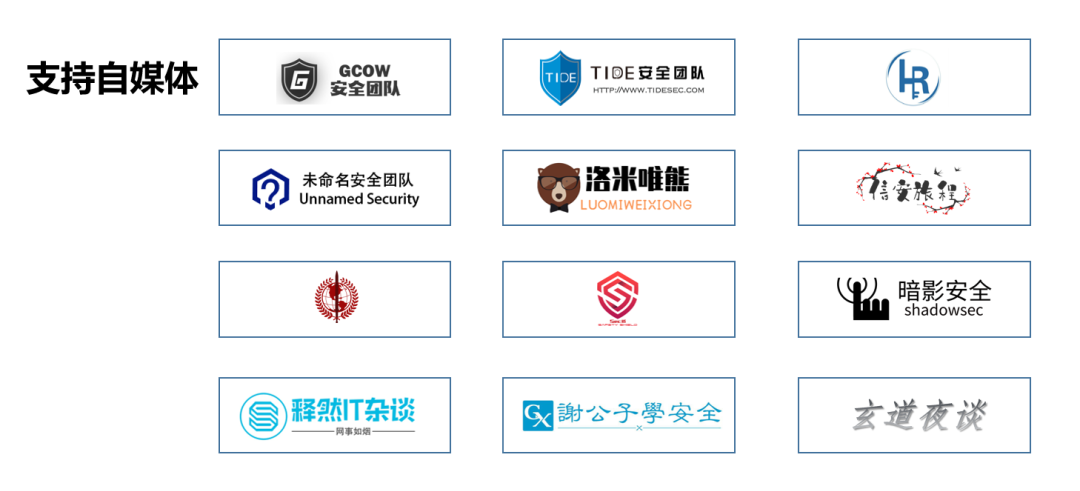 支持自媒体
G
GCOW
安全团队
TIDE
TIDE安全团队
HTTP://WWW.TIDESEC.COM
HR
未命名安全团队
Unnamed Security
洛米唯熊
LUOMIWEIXIONG
信安旅程
S
暗影安全
shadowsec
释然IT杂谈
网事如烟
GX
謝公子學安全
玄道夜谈